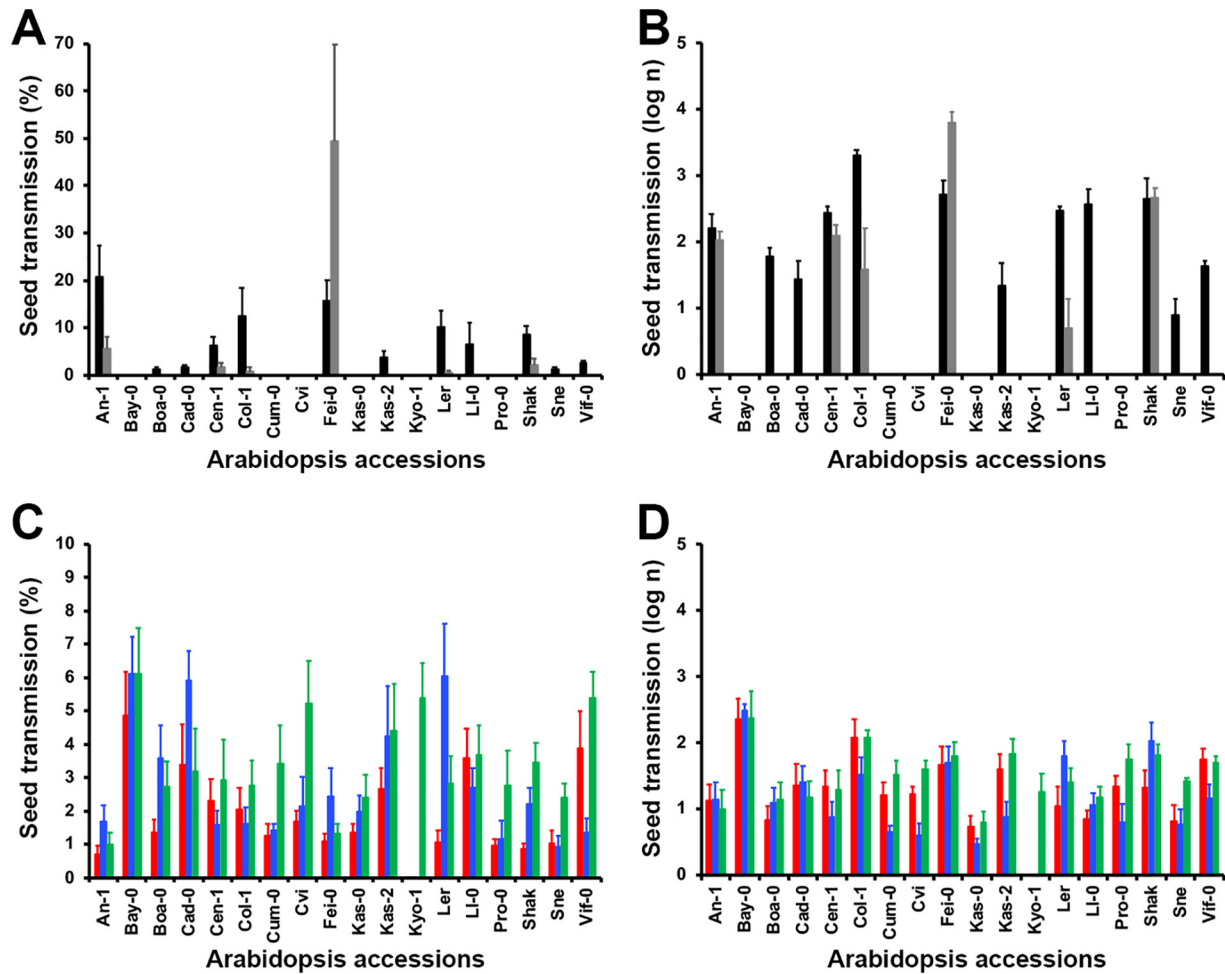 A
Seed transmission (%)
70
60
50
40
30
20
10
0
An-1 Bay-0 Boa-0 Cad-0 Cen-1 Col-1 Cum-0 Cvi Fei-0 Kas-0 Kas-2 Kyo-1 Ler Ll-0 Pro-0 Shak Sne Vif-0
Arabidopsis accessions
B
Seed transmission (log n)
5
4
3
2
1
0
An-1 Bay-0 Boa-0 Cad-0 Cen-1 Col-1 Cum-0 Cvi Fei-0 Kas-0 Kas-2 Kyo-1 Ler Ll-0 Pro-0 Shak Sne Vif-0
Arabidopsis accessions
C
Seed transmission (%)
10
9
8
7
6
5
4
3
2
1
0
An-1 Bay-0 Boa-0 Cad-0 Cen-1 Col-1 Cum-0 Cvi Fei-0 Kas-0 Kas-2 Kyo-1 Ler Ll-0 Pro-0 Shak Sne Vif-0
Arabidopsis accessions
D
Seed transmission (log n)
5
4
3
2
1
0
An-1 Bay-0 Boa-0 Cad-0 Cen-1 Col-1 Cum-0 Cvi Fei-0 Kas-0 Kas-2 Kyo-1 Ler Ll-0 Pro-0 Shak Sne Vif-0
Arabidopsis accessions